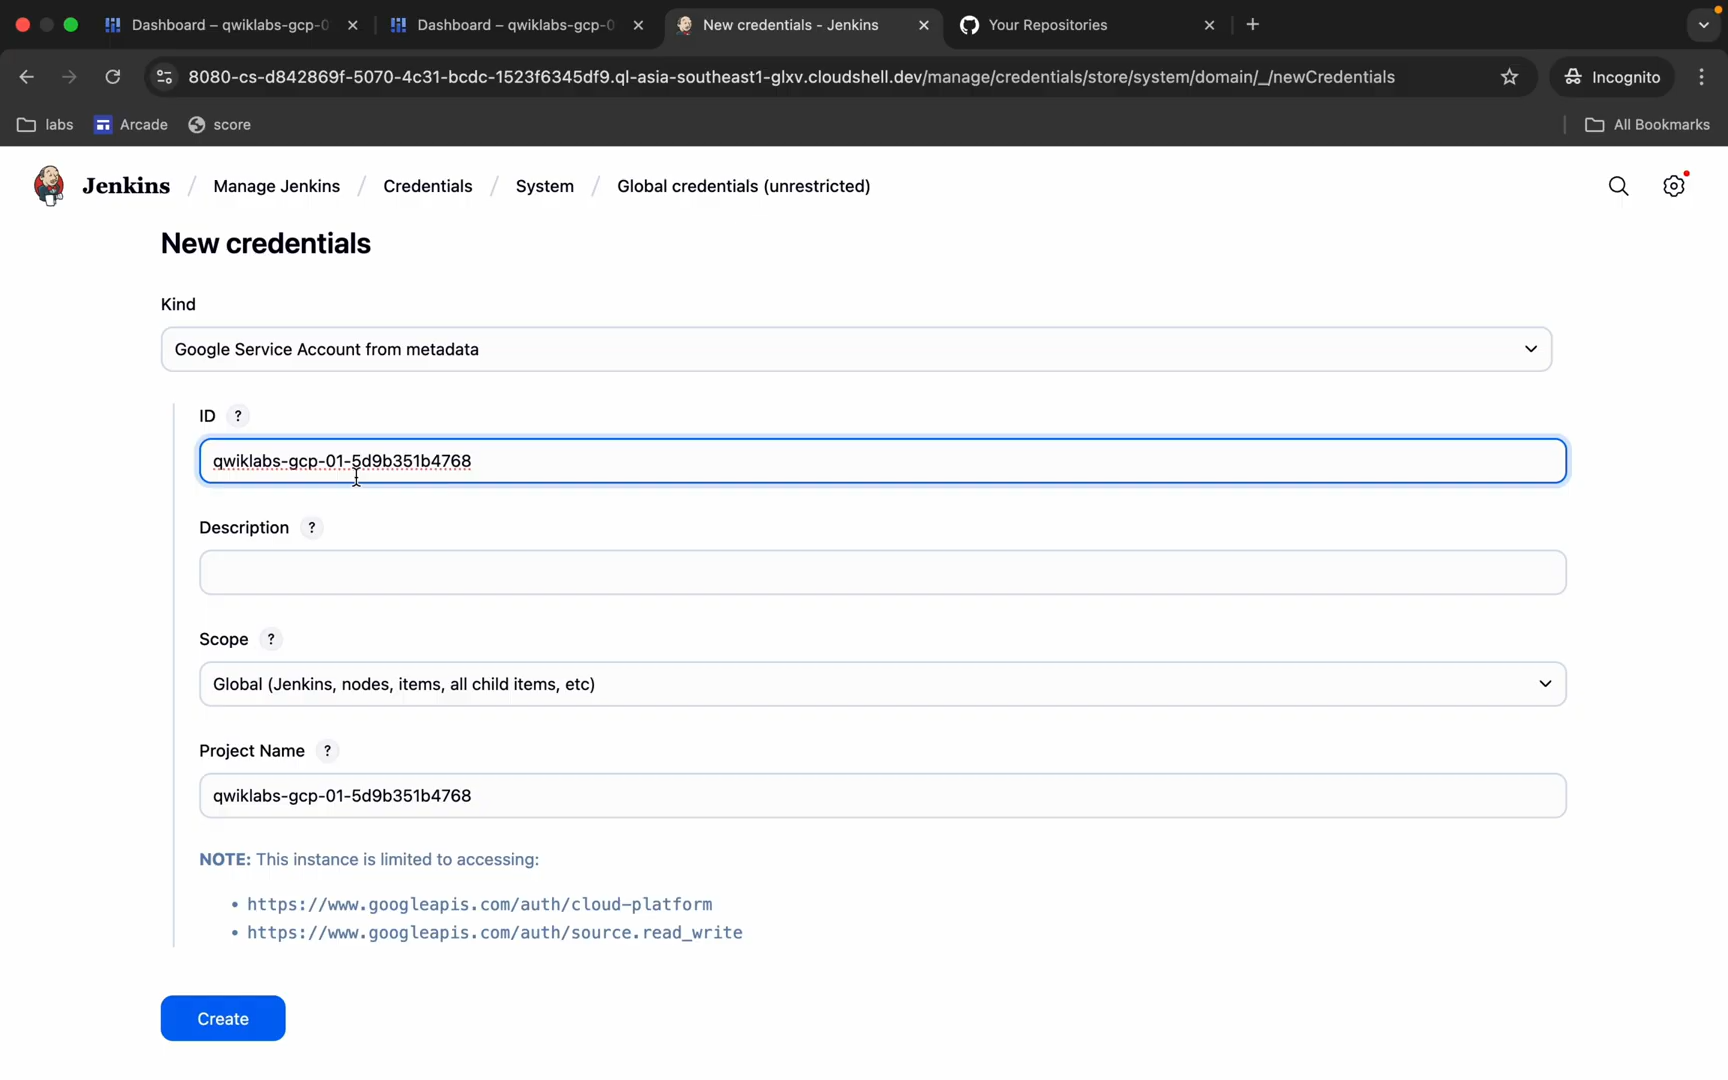 Dashboard – qwiklabs-gcp-0
Dashboard – qwiklabs-gcp-0
New credentials - Jenkins
Your Repositories
8080-cs-d842869f-5070-4c31-bcdc-1523f6345df9.ql-asia-southeast1-glxv.cloudshell.dev/manage/credentials/store/system/domain/_/newCredentials
Incognito
labs
Arcade
score
All Bookmarks
Jenkins / Manage Jenkins / Credentials / System / Global credentials (unrestricted)
New credentials
Kind
Google Service Account from metadata
ID ?
qwiklabs-gcp-01-5d9b351b4768
Description ?
Scope ?
Global (Jenkins, nodes, items, all child items, etc)
Project Name ?
qwiklabs-gcp-01-5d9b351b4768
NOTE: This instance is limited to accessing:
• https://www.googleapis.com/auth/cloud-platform
• https://www.googleapis.com/auth/source.read_write
Create